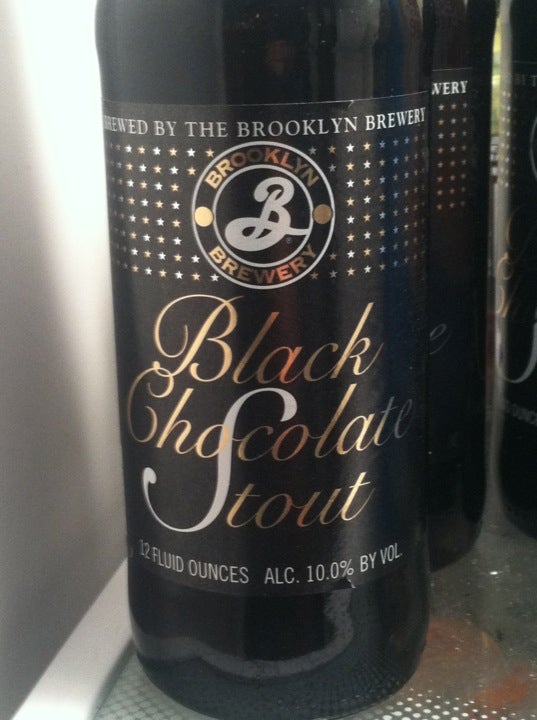 BREWED BY THE BROOKLYN BREWERY
BROOKLYN
B
BREWERY
Black
Chocolate
Stout
12 FLUID OUNCES ALC. 10.0% BY VOL.
WERY